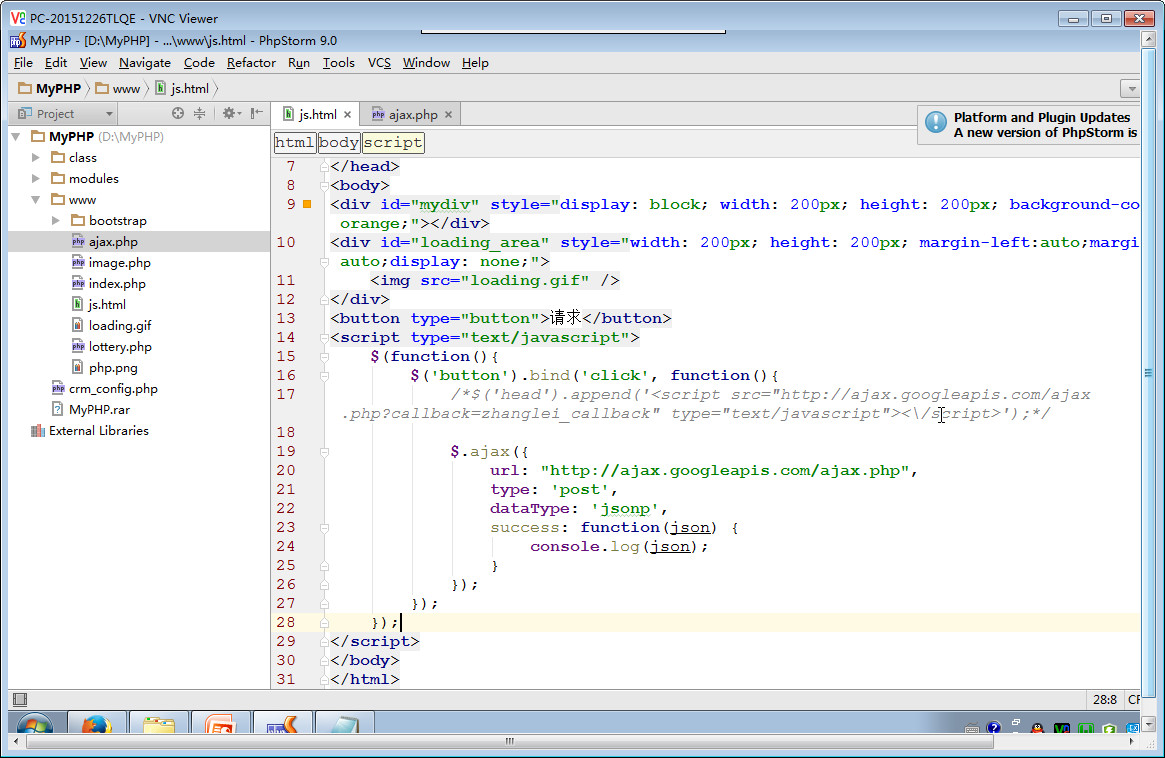 PC-20151226TLQE - VNC Viewer
MyPHP - [D:\MyPHP] - ...\www\js.html - PhpStorm 9.0
File Edit View Navigate Code Refactor Run Tools VCS Window Help
MyPHP www js.html
Project
js.html ajax.php
Platform and Plugin Updates
A new version of PhpStorm is
html body script
MyPHP (D:\MyPHP)
class
modules
www
bootstrap
ajax.php
image.php
index.php
js.html
loading.gif
lottery.php
php.png
crm_config.php
MyPHP.rar
External Libraries
7 </head>
8 <body>
9 <div id="mydiv" style="display: block; width: 200px; height: 200px; background-co
orange;"></div>
10 <div id="loading_area" style="width: 200px; height: 200px; margin-left:auto;margi
auto;display: none;">
11 <img src="loading.gif" />
12 </div>
13 <button type="button">请求</button>
14 <script type="text/javascript">
15 $(function(){
16 $('button').bind('click', function(){
17 /*$('head').append('<script src="http://ajax.googleapis.com/ajax
.php?callback=zhanglei_callback" type="text/javascript"><\/script>');*/
18
19 $.ajax({
20 url: "http://ajax.googleapis.com/ajax.php",
21 type: 'post',
22 dataType: 'jsonp',
23 success: function(json) {
24 console.log(json);
25 }
26 });
27 });
28 });
29 </script>
30 </body>
31 </html>
28:8